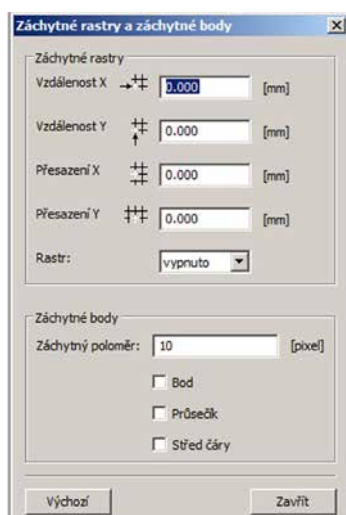 Záchytné rastry a záchytné body
Záchytné rastry
Vzdálenost X 0.000 [mm]
Vzdálenost Y 0.000 [mm]
Přesazení X 0.000 [mm]
Přesazení Y 0.000 [mm]
Rastr: vypnuto
Záchytné body
Záchytný poloměr: 10 [pixel]
Bod
Průsečík
Střed čáry
Výchozí Zavřít